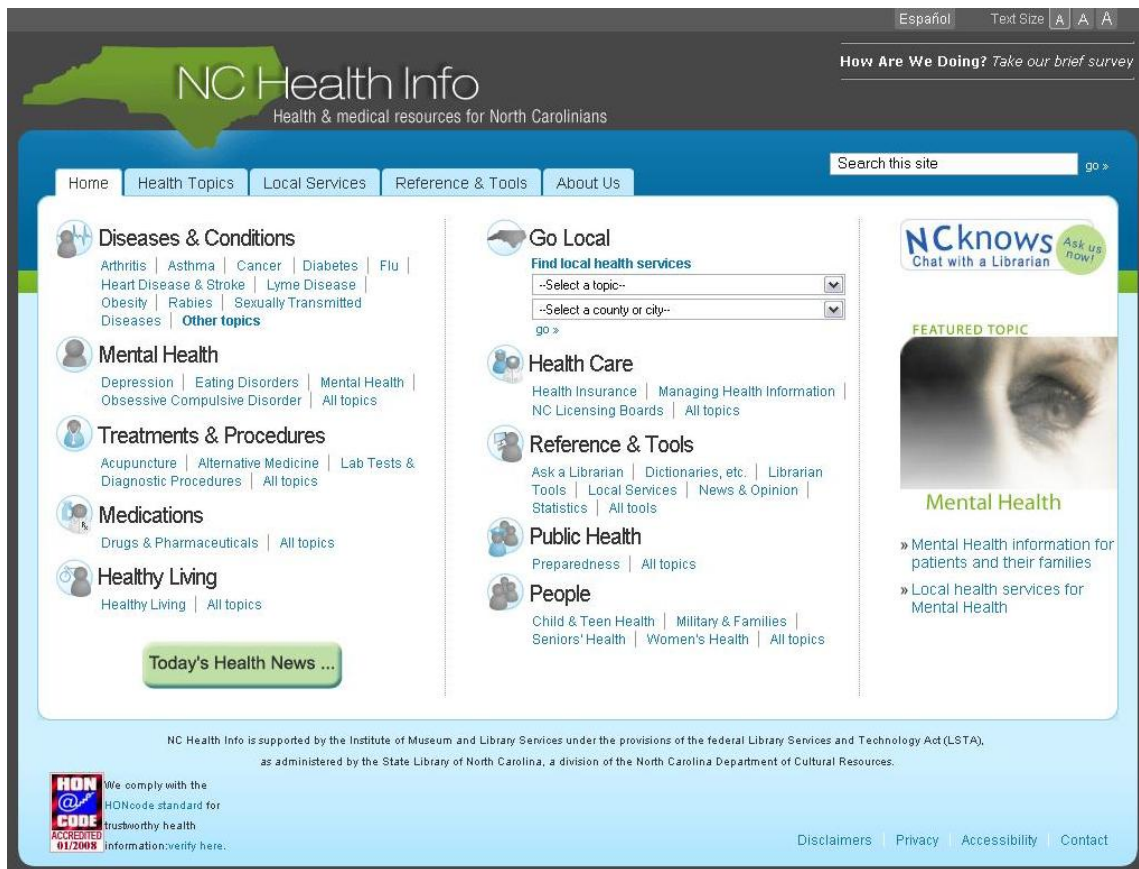 Español Text Size A A A
How Are We Doing? Take our brief survey
NC Health Info
Health & medical resources for North Carolinians
Search this site go »
Home Health Topics Local Services Reference & Tools About Us
Diseases & Conditions
Arthritis | Asthma | Cancer | Diabetes | Flu |
Heart Disease & Stroke | Lyme Disease |
Obesity | Rabies | Sexually Transmitted
Diseases | Other topics
Mental Health
Depression | Eating Disorders | Mental Health |
Obsessive Compulsive Disorder | All topics
Treatments & Procedures
Acupuncture | Alternative Medicine | Lab Tests &
Diagnostic Procedures | All topics
Medications
Drugs & Pharmaceuticals | All topics
Healthy Living
Healthy Living | All topics
Today's Health News ...
Go Local
Find local health services
--Select a topic--
--Select a county or city--
go »
Health Care
Health Insurance | Managing Health Information |
NC Licensing Boards | All topics
Reference & Tools
Ask a Librarian | Dictionaries, etc. | Librarian
Tools | Local Services | News & Opinion |
Statistics | All tools
Public Health
Preparedness | All topics
People
Child & Teen Health | Military & Families |
Seniors' Health | Women's Health | All topics
NCknows
Chat with a Librarian
Ask us
now!
FEATURED TOPIC
Mental Health
» Mental Health information for
patients and their families
» Local health services for
Mental Health
NC Health Info is supported by the Institute of Museum and Library Services under the provisions of the federal Library Services and Technology Act (LSTA),
as administered by the State Library of North Carolina, a division of the North Carolina Department of Cultural Resources.
HON
@
CODE
ACCREDITED
01/2008
We comply with the
HONcode standard for
trustworthy health
information:verify here.
Disclaimers | Privacy | Accessibility | Contact